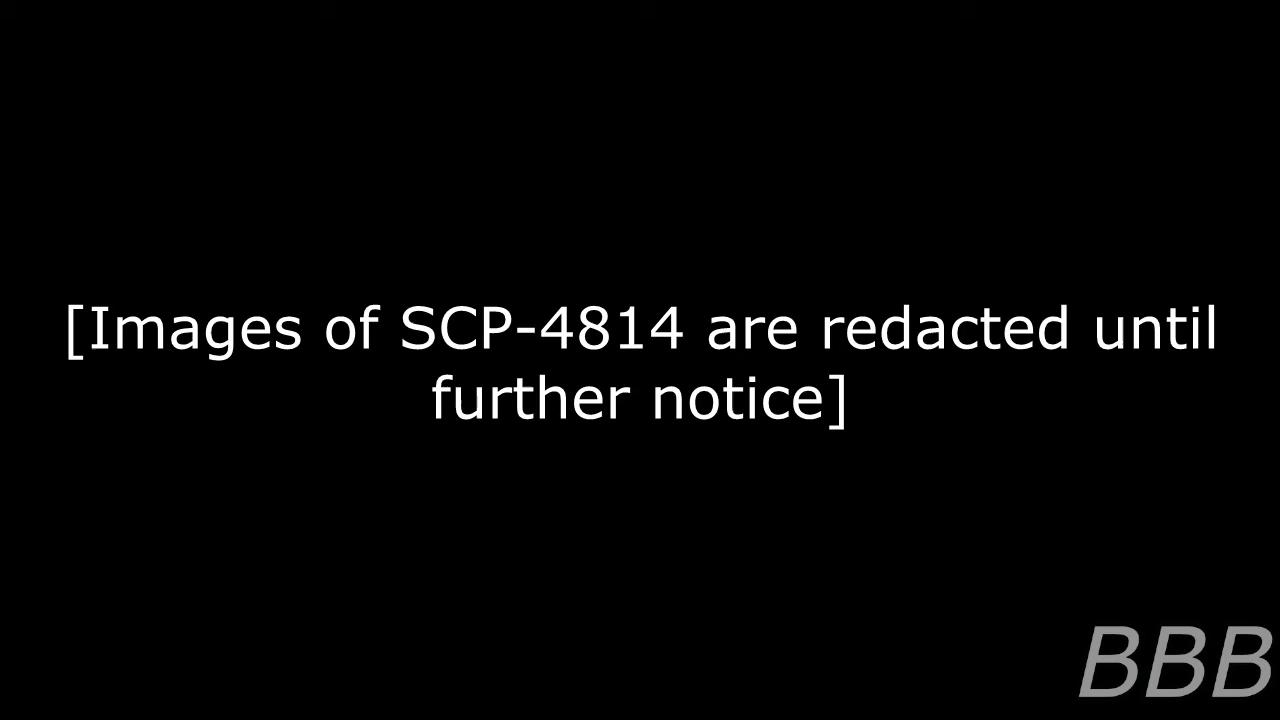 [Images of SCP-4814 are redacted until
further notice]
BBB